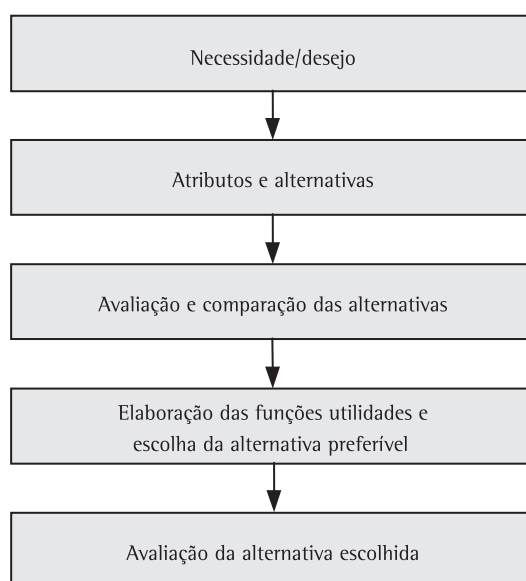 Necessidade/desejo
Atributos e alternativas
Avaliação e comparação das alternativas
Elaboração das funções utilidades e
escolha da alternativa preferível
Avaliação da alternativa escolhida